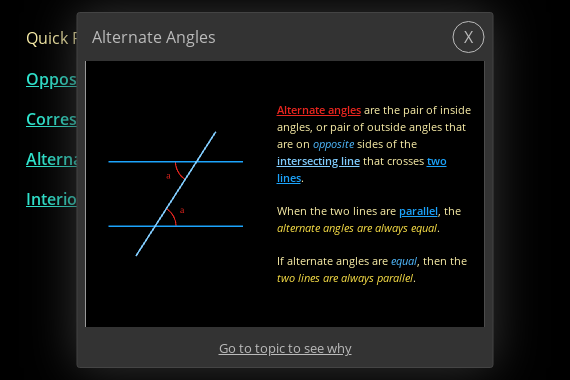 Alternate Angles
X
Quick
Oppos
Corres
Alterna
Interio
a
a
Alternate angles are the pair of inside
angles, or pair of outside angles that
are on opposite sides of the
intersecting line that crosses two
lines.
When the two lines are parallel, the
alternate angles are always equal.
If alternate angles are equal, then the
two lines are always parallel.
Go to topic to see why